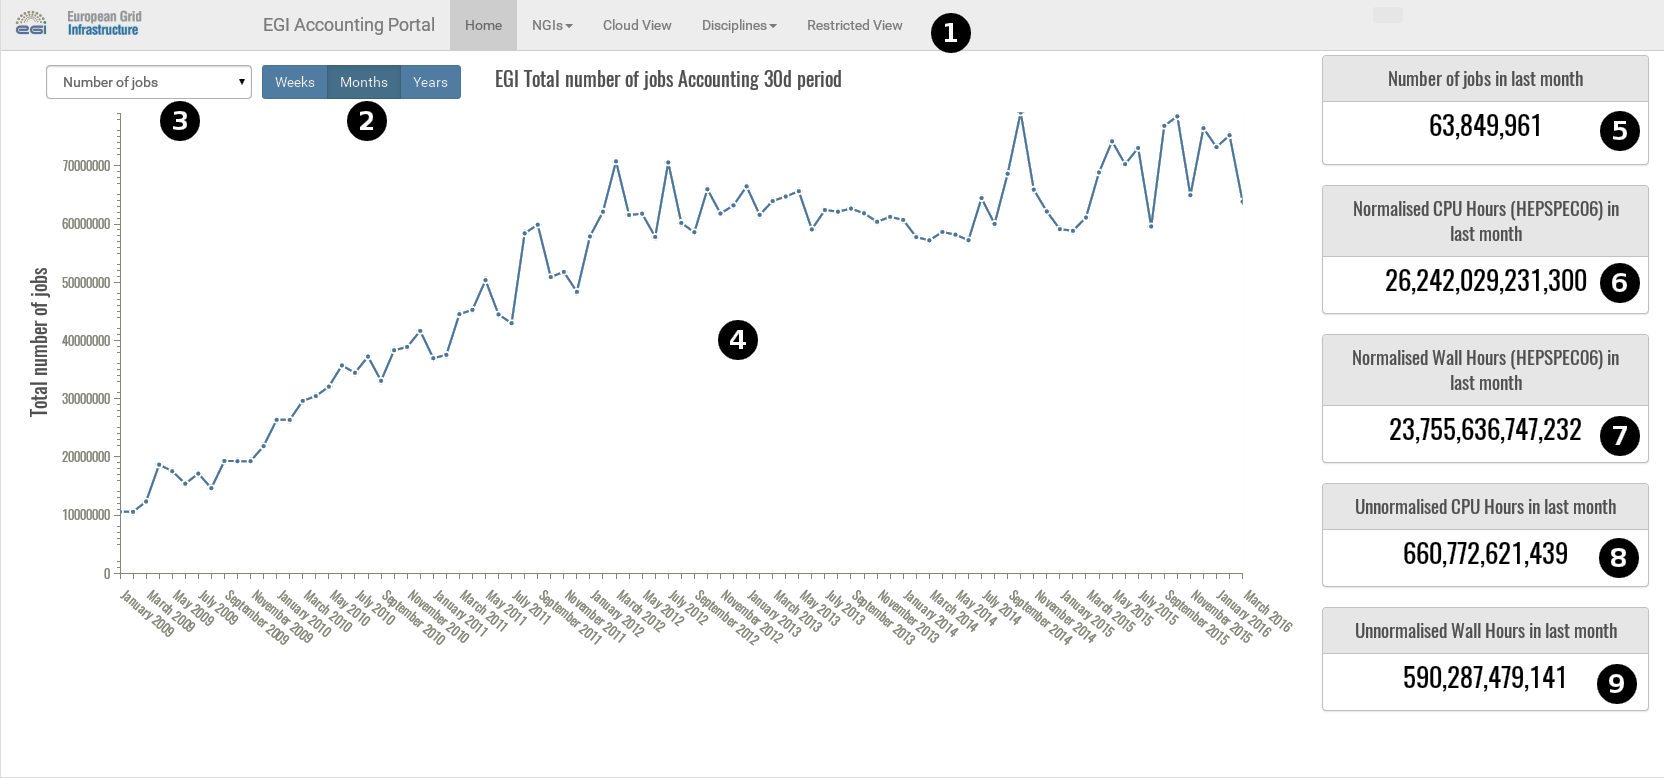 European Grid
Infrastructure
EGI
EGI Accounting Portal
Home
NGIs
Cloud View
Disciplines
Restricted View
1
Number of jobs
Weeks
Months
Years
EGI Total number of jobs Accounting 30d period
3
2
Total number of jobs
70000000
60000000
50000000
40000000
30000000
20000000
10000000
0
4
January 2009
March 2009
May 2009
July 2009
September 2009
November 2009
January 2010
March 2010
May 2010
July 2010
September 2010
November 2010
January 2011
March 2011
May 2011
July 2011
September 2011
November 2011
January 2012
March 2012
May 2012
July 2012
September 2012
November 2012
January 2013
March 2013
May 2013
July 2013
September 2013
November 2013
January 2014
March 2014
May 2014
July 2014
September 2014
November 2014
January 2015
March 2015
May 2015
July 2015
September 2015
November 2015
January 2016
March 2016
Number of jobs in last month
63,849,961
5
Normalised CPU Hours (HEPSPEC06) in
last month
26,242,029,231,300
6
Normalised Wall Hours (HEPSPEC06) in
last month
23,755,636,747,232
7
Unnormalised CPU Hours in last month
660,772,621,439
8
Unnormalised Wall Hours in last month
590,287,479,141
9